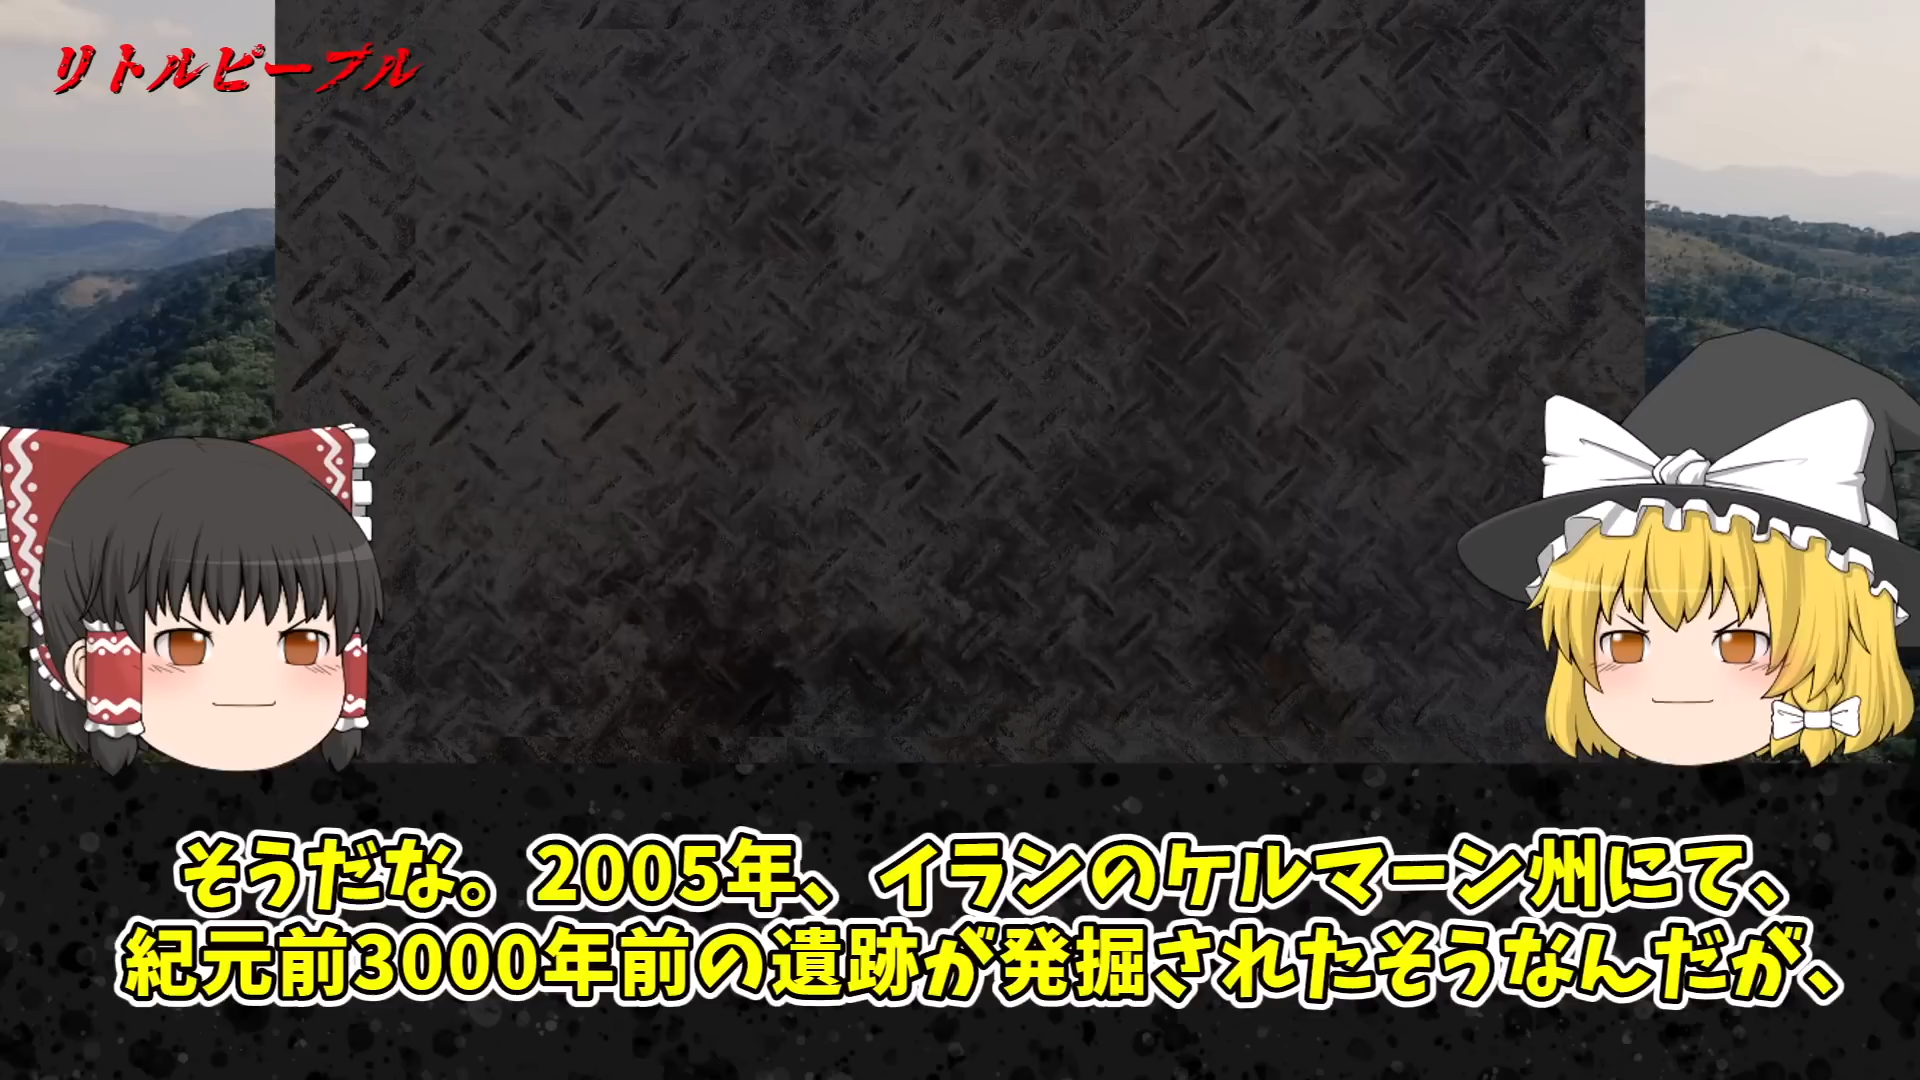 リトルピープル
そうだな。2005年、イランのケルマーン州にて、
紀元前3000年前の遺跡が発掘されたそうなんだが、